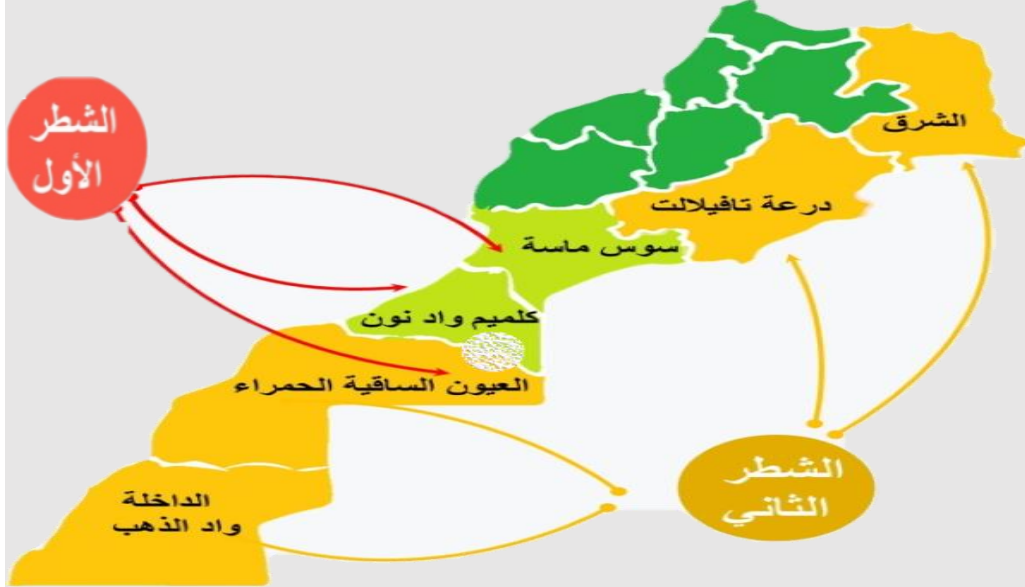 الشطر
الأول
الشرق
درعة تافيلالت
سوس ماسة
كلميم واد نون
العيون الساقية الحمراء
الداخلة
واد الذهب
الشطر
الثاني